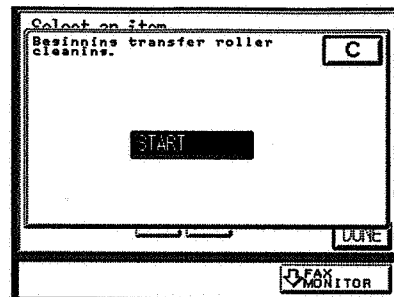 Select an item
Beginning transfer roller
cleaning.
C
START
DONE
FAX
MONITOR